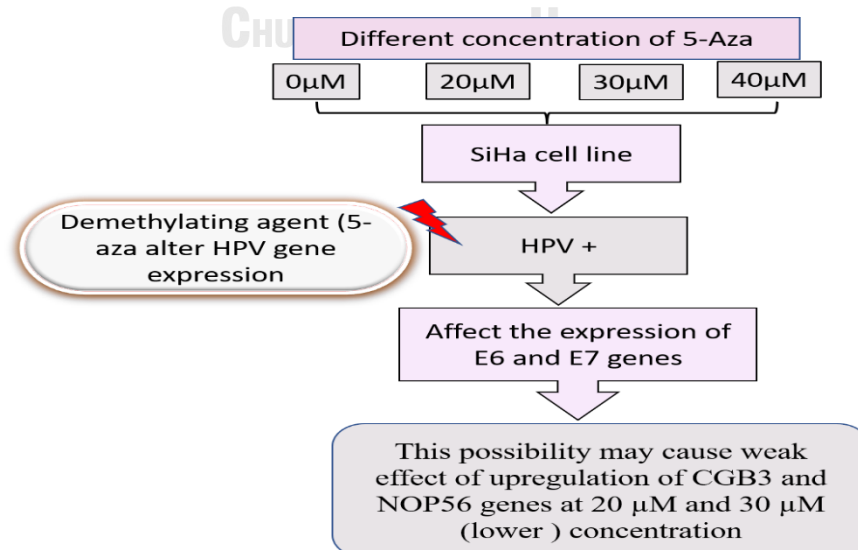 CHU
Different concentration of 5-Aza
0µM 20µM 30µM 40µM
SiHa cell line
Demethylating agent (5-
aza alter HPV gene
expression
HPV +
Affect the expression of
E6 and E7 genes
This possibility may cause weak
effect of upregulation of CGB3 and
NOP56 genes at 20 µM and 30 µM
(lower ) concentration